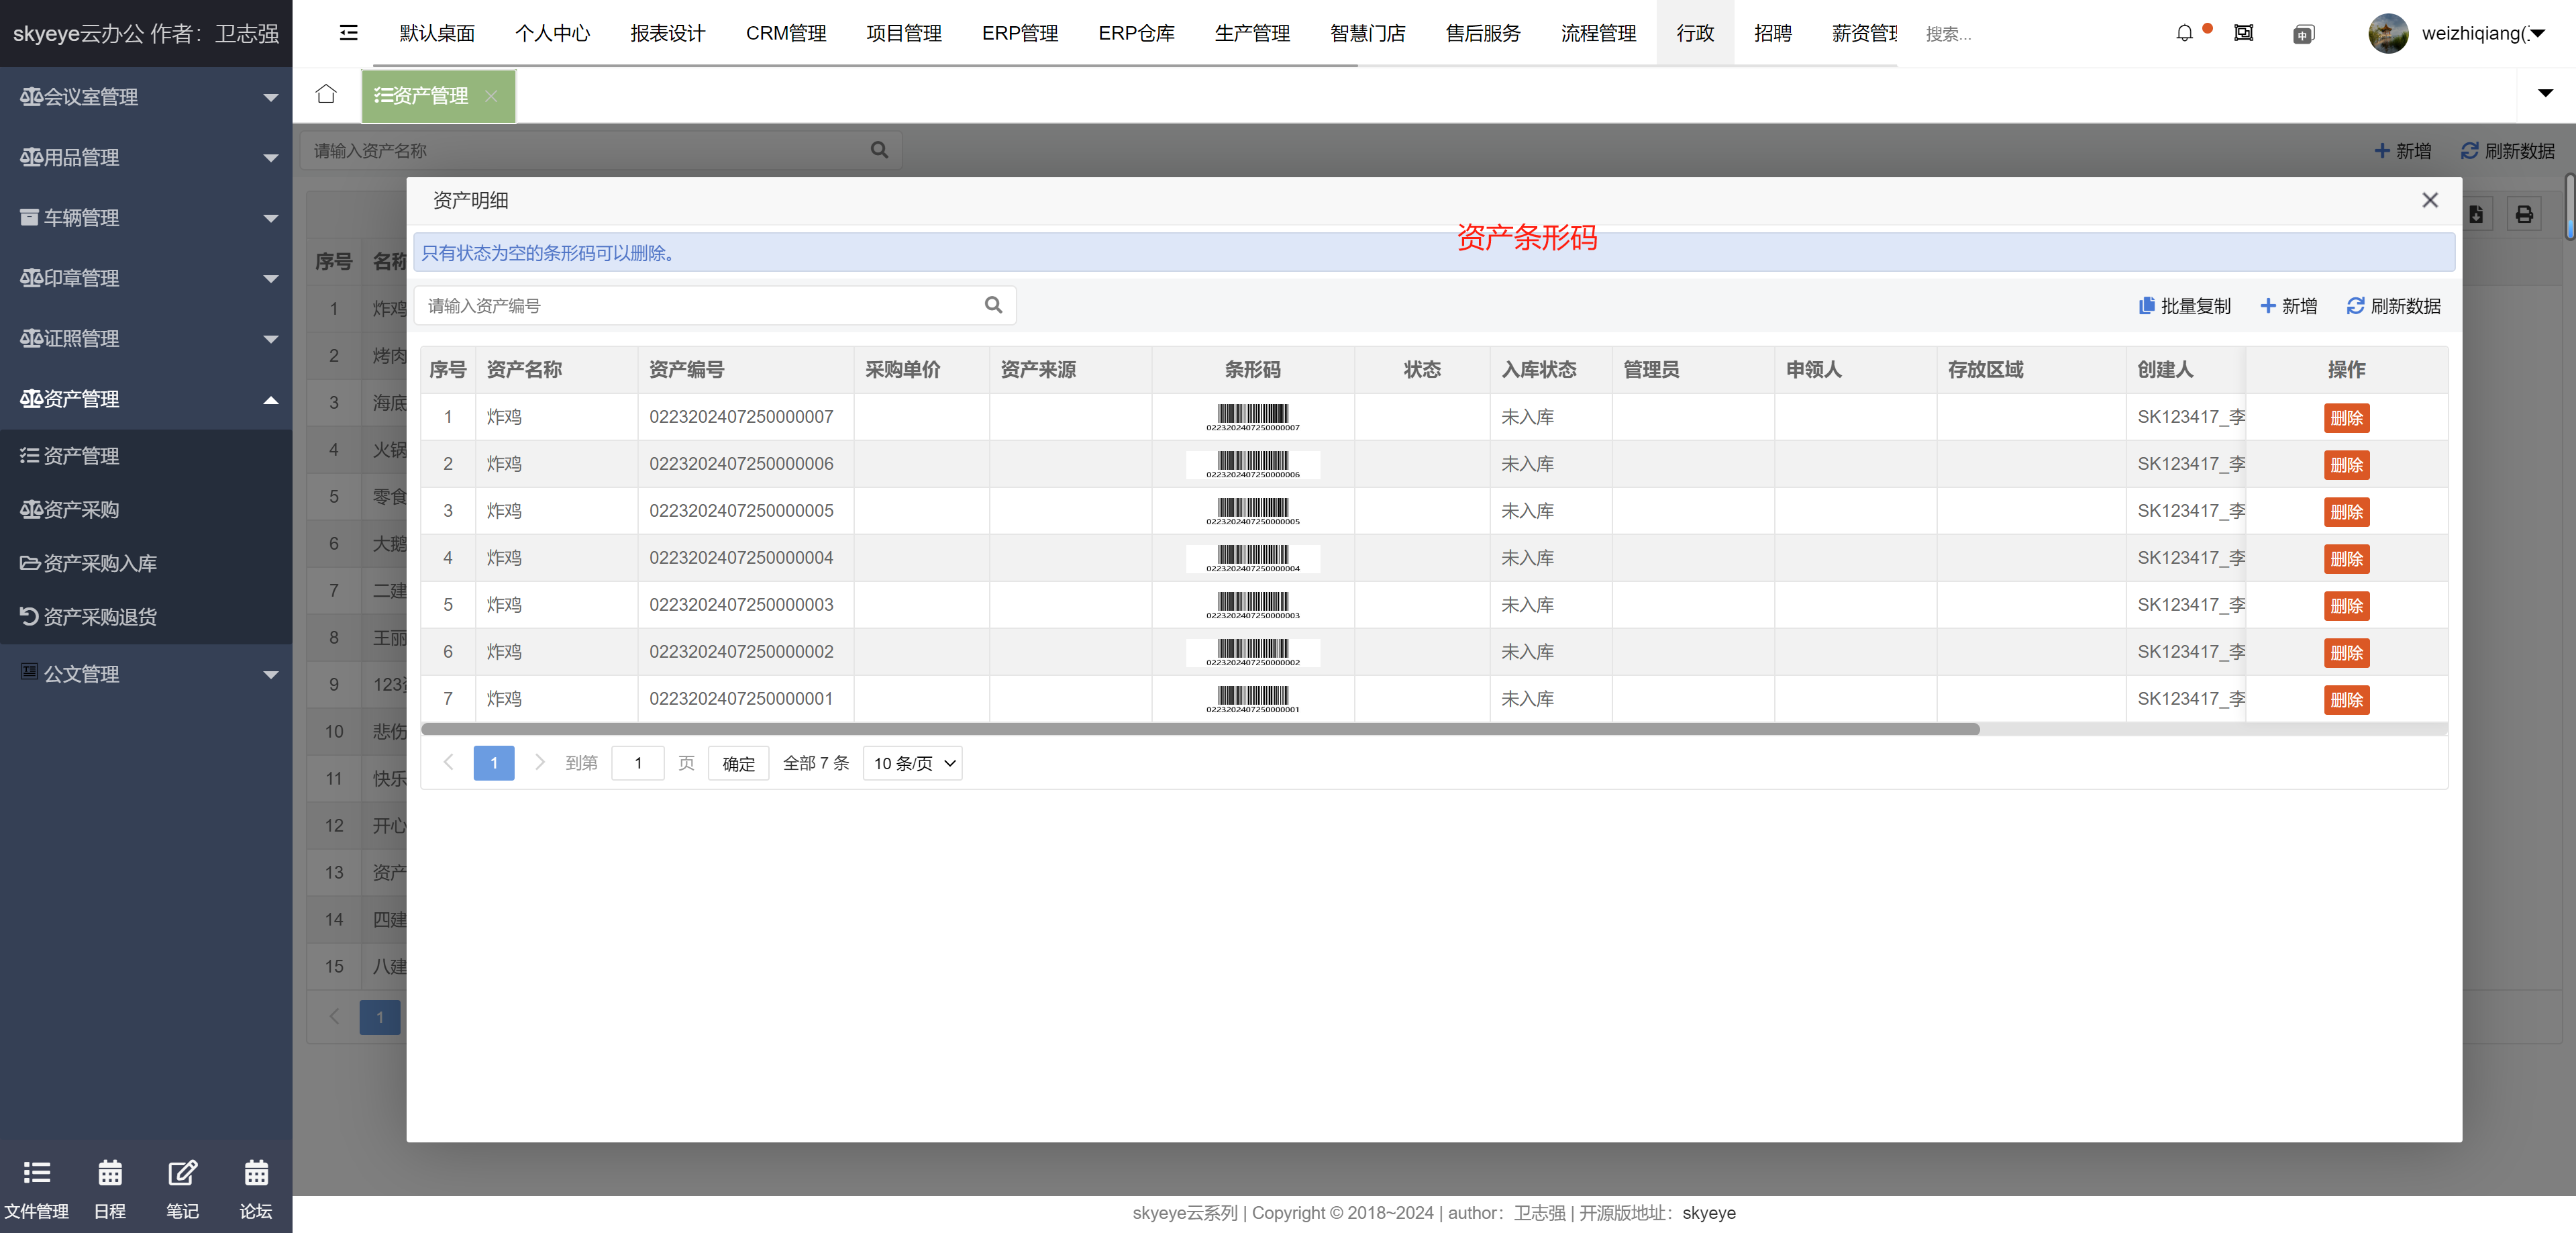 skyeye云办公 作者：卫志强
默认桌面 个人中心 报表设计 CRM管理 项目管理 ERP管理 ERP仓库 生产管理 智慧门店 售后服务 流程管理 行政 招聘 薪资管理 搜索... weizhiqiang(
资产管理
会议室管理
用品管理
车辆管理
印章管理
证照管理
资产管理
资产管理
资产采购
资产采购入库
资产采购退货
公文管理
文件管理 日程 笔记 论坛
请输入资产名称 新增 刷新数据
序号 名称
1 炸鸡
2 烤肉
3 海底
4 火锅
5 零食
6 大鹅
7 二建
8 王丽
9 123
10 悲伤
11 快乐
12 开心
13 资产
14 四建
15 八建
1
资产明细
资产条形码
只有状态为空的条形码可以删除。
请输入资产编号 批量复制 新增 刷新数据
序号 资产名称 资产编号 采购单价 资产来源 条形码 状态 入库状态 管理员 申领人 存放区域 创建人 操作
1 炸鸡 0223202407250000007 0223202407250000007 未入库 SK123417_李 删除
2 炸鸡 0223202407250000006 0223202407250000006 未入库 SK123417_李 删除
3 炸鸡 0223202407250000005 0223202407250000005 未入库 SK123417_李 删除
4 炸鸡 0223202407250000004 0223202407250000004 未入库 SK123417_李 删除
5 炸鸡 0223202407250000003 0223202407250000003 未入库 SK123417_李 删除
6 炸鸡 0223202407250000002 0223202407250000002 未入库 SK123417_李 删除
7 炸鸡 0223202407250000001 0223202407250000001 未入库 SK123417_李 删除
1 到第 1 页 确定 全部 7 条 10 条/页
skyeye云系列 | Copyright © 2018~2024 | author：卫志强 | 开源版地址：skyeye